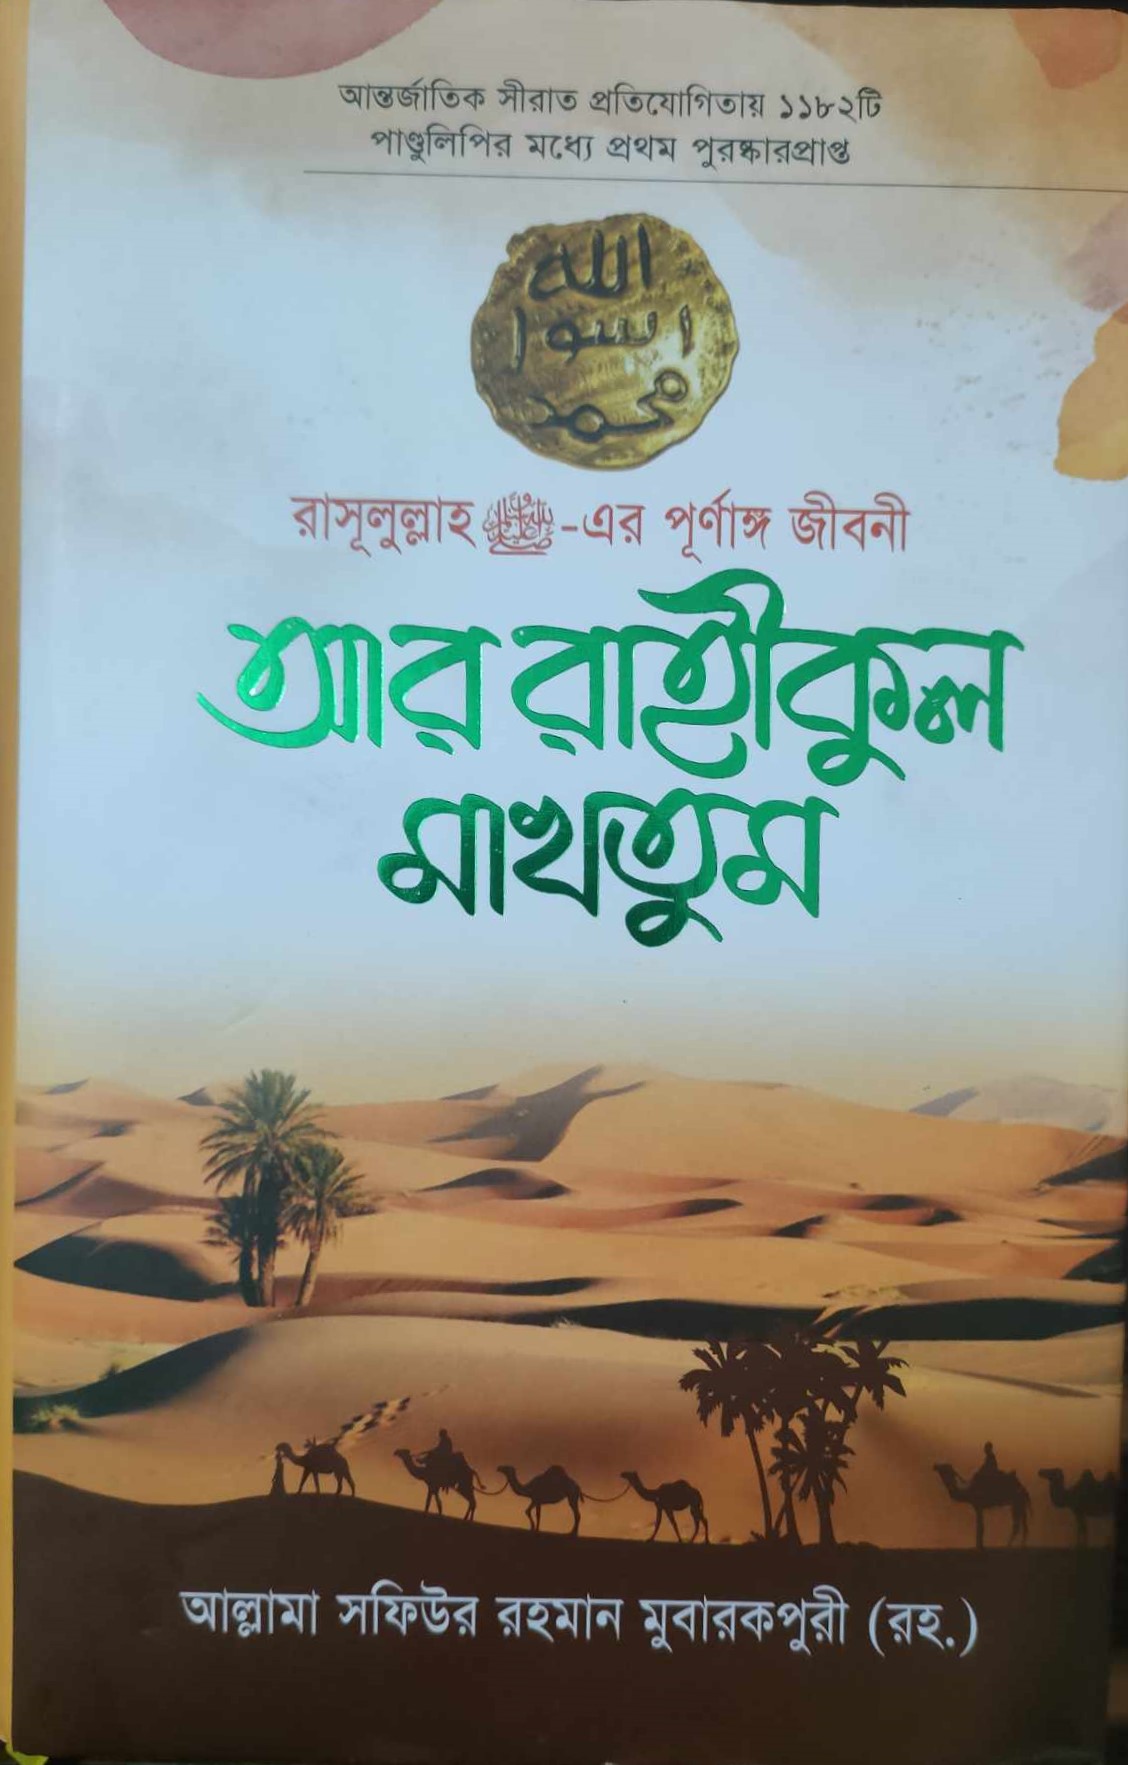 আন্তর্জাতিক সীরাত প্রতিযোগিতায় ১১৮২টি
পাণ্ডুলিপির মধ্যে প্রথম পুরষ্কারপ্রাপ্ত
الله
رسول
محمد
রাসূলুল্লাহ ﷺ-এর পূর্ণাঙ্গ জীবনী
আর রাহীকুল
মাখতুম
আল্লামা সফিউর রহমান মুবারকপুরী (রহ.)